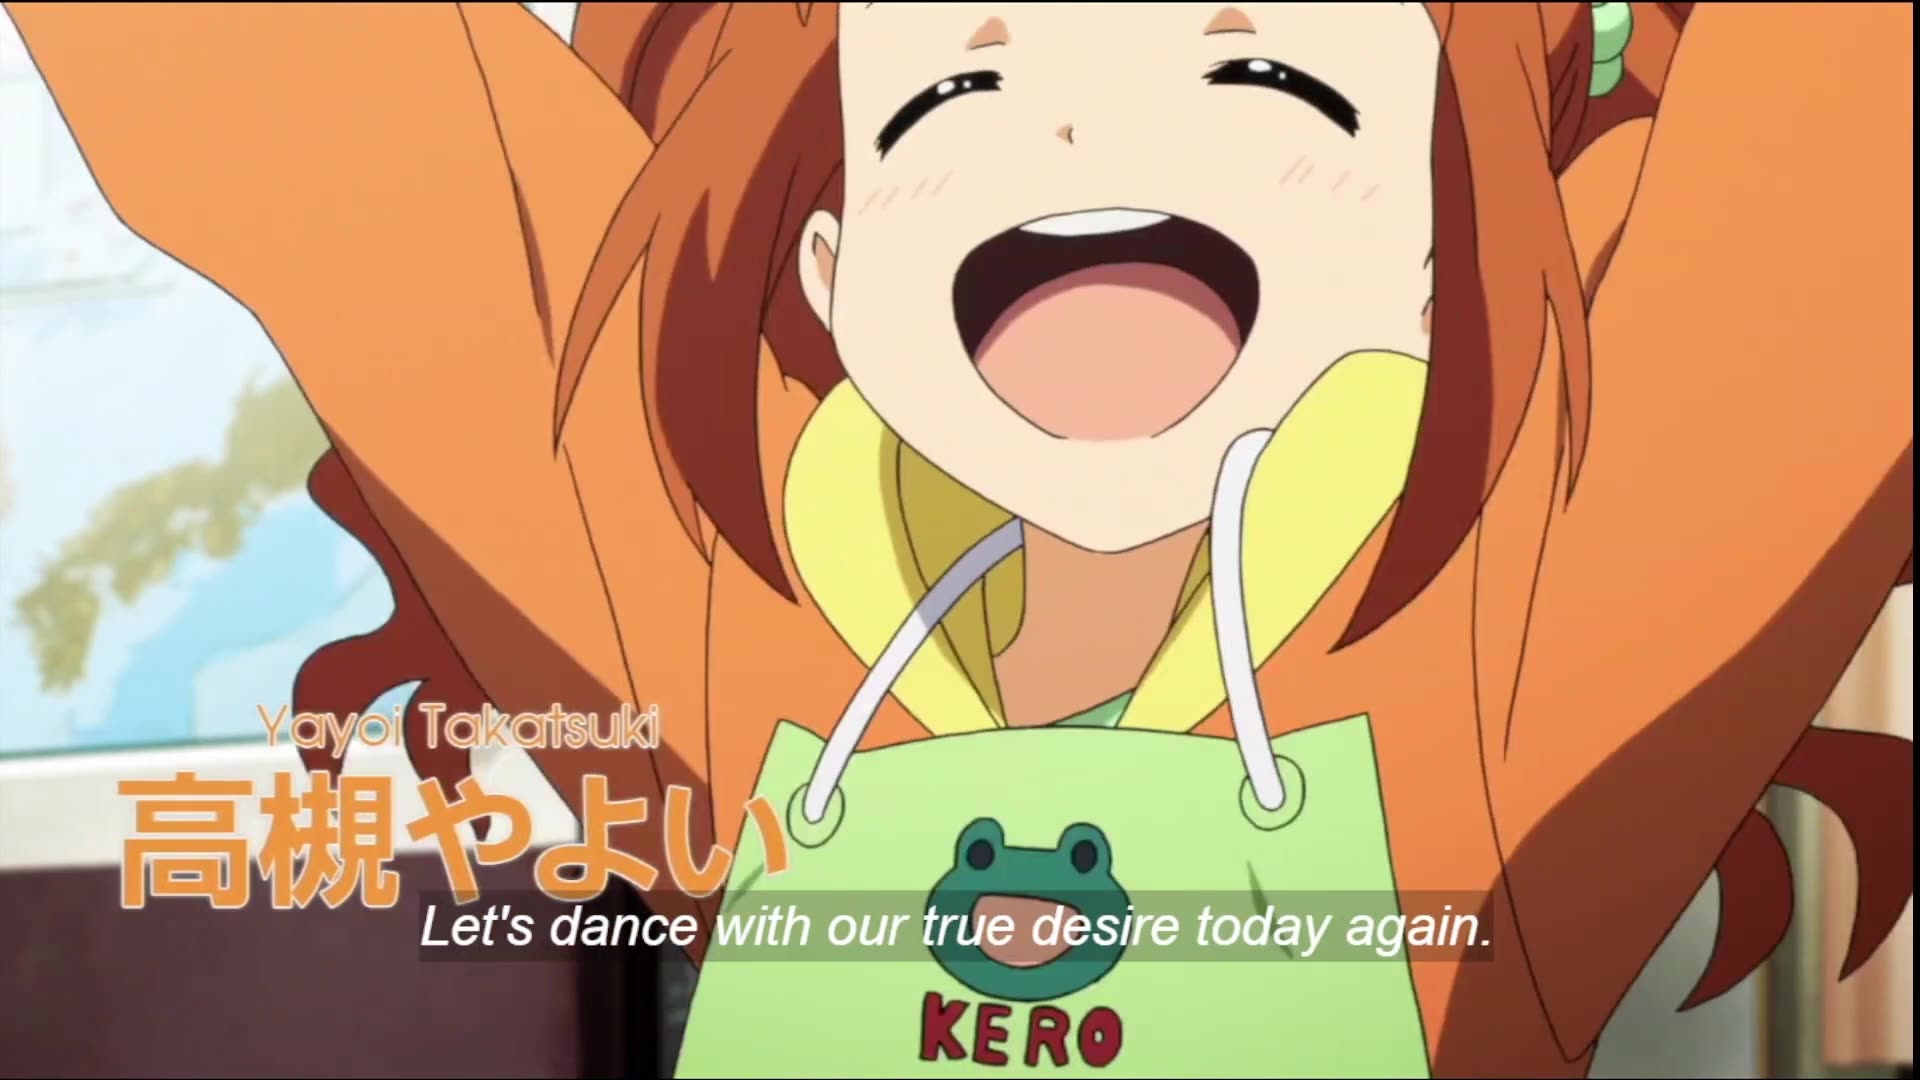 Yayoi Takatsuki
高槻やよい
Let's dance with our true desire today again.
KERO